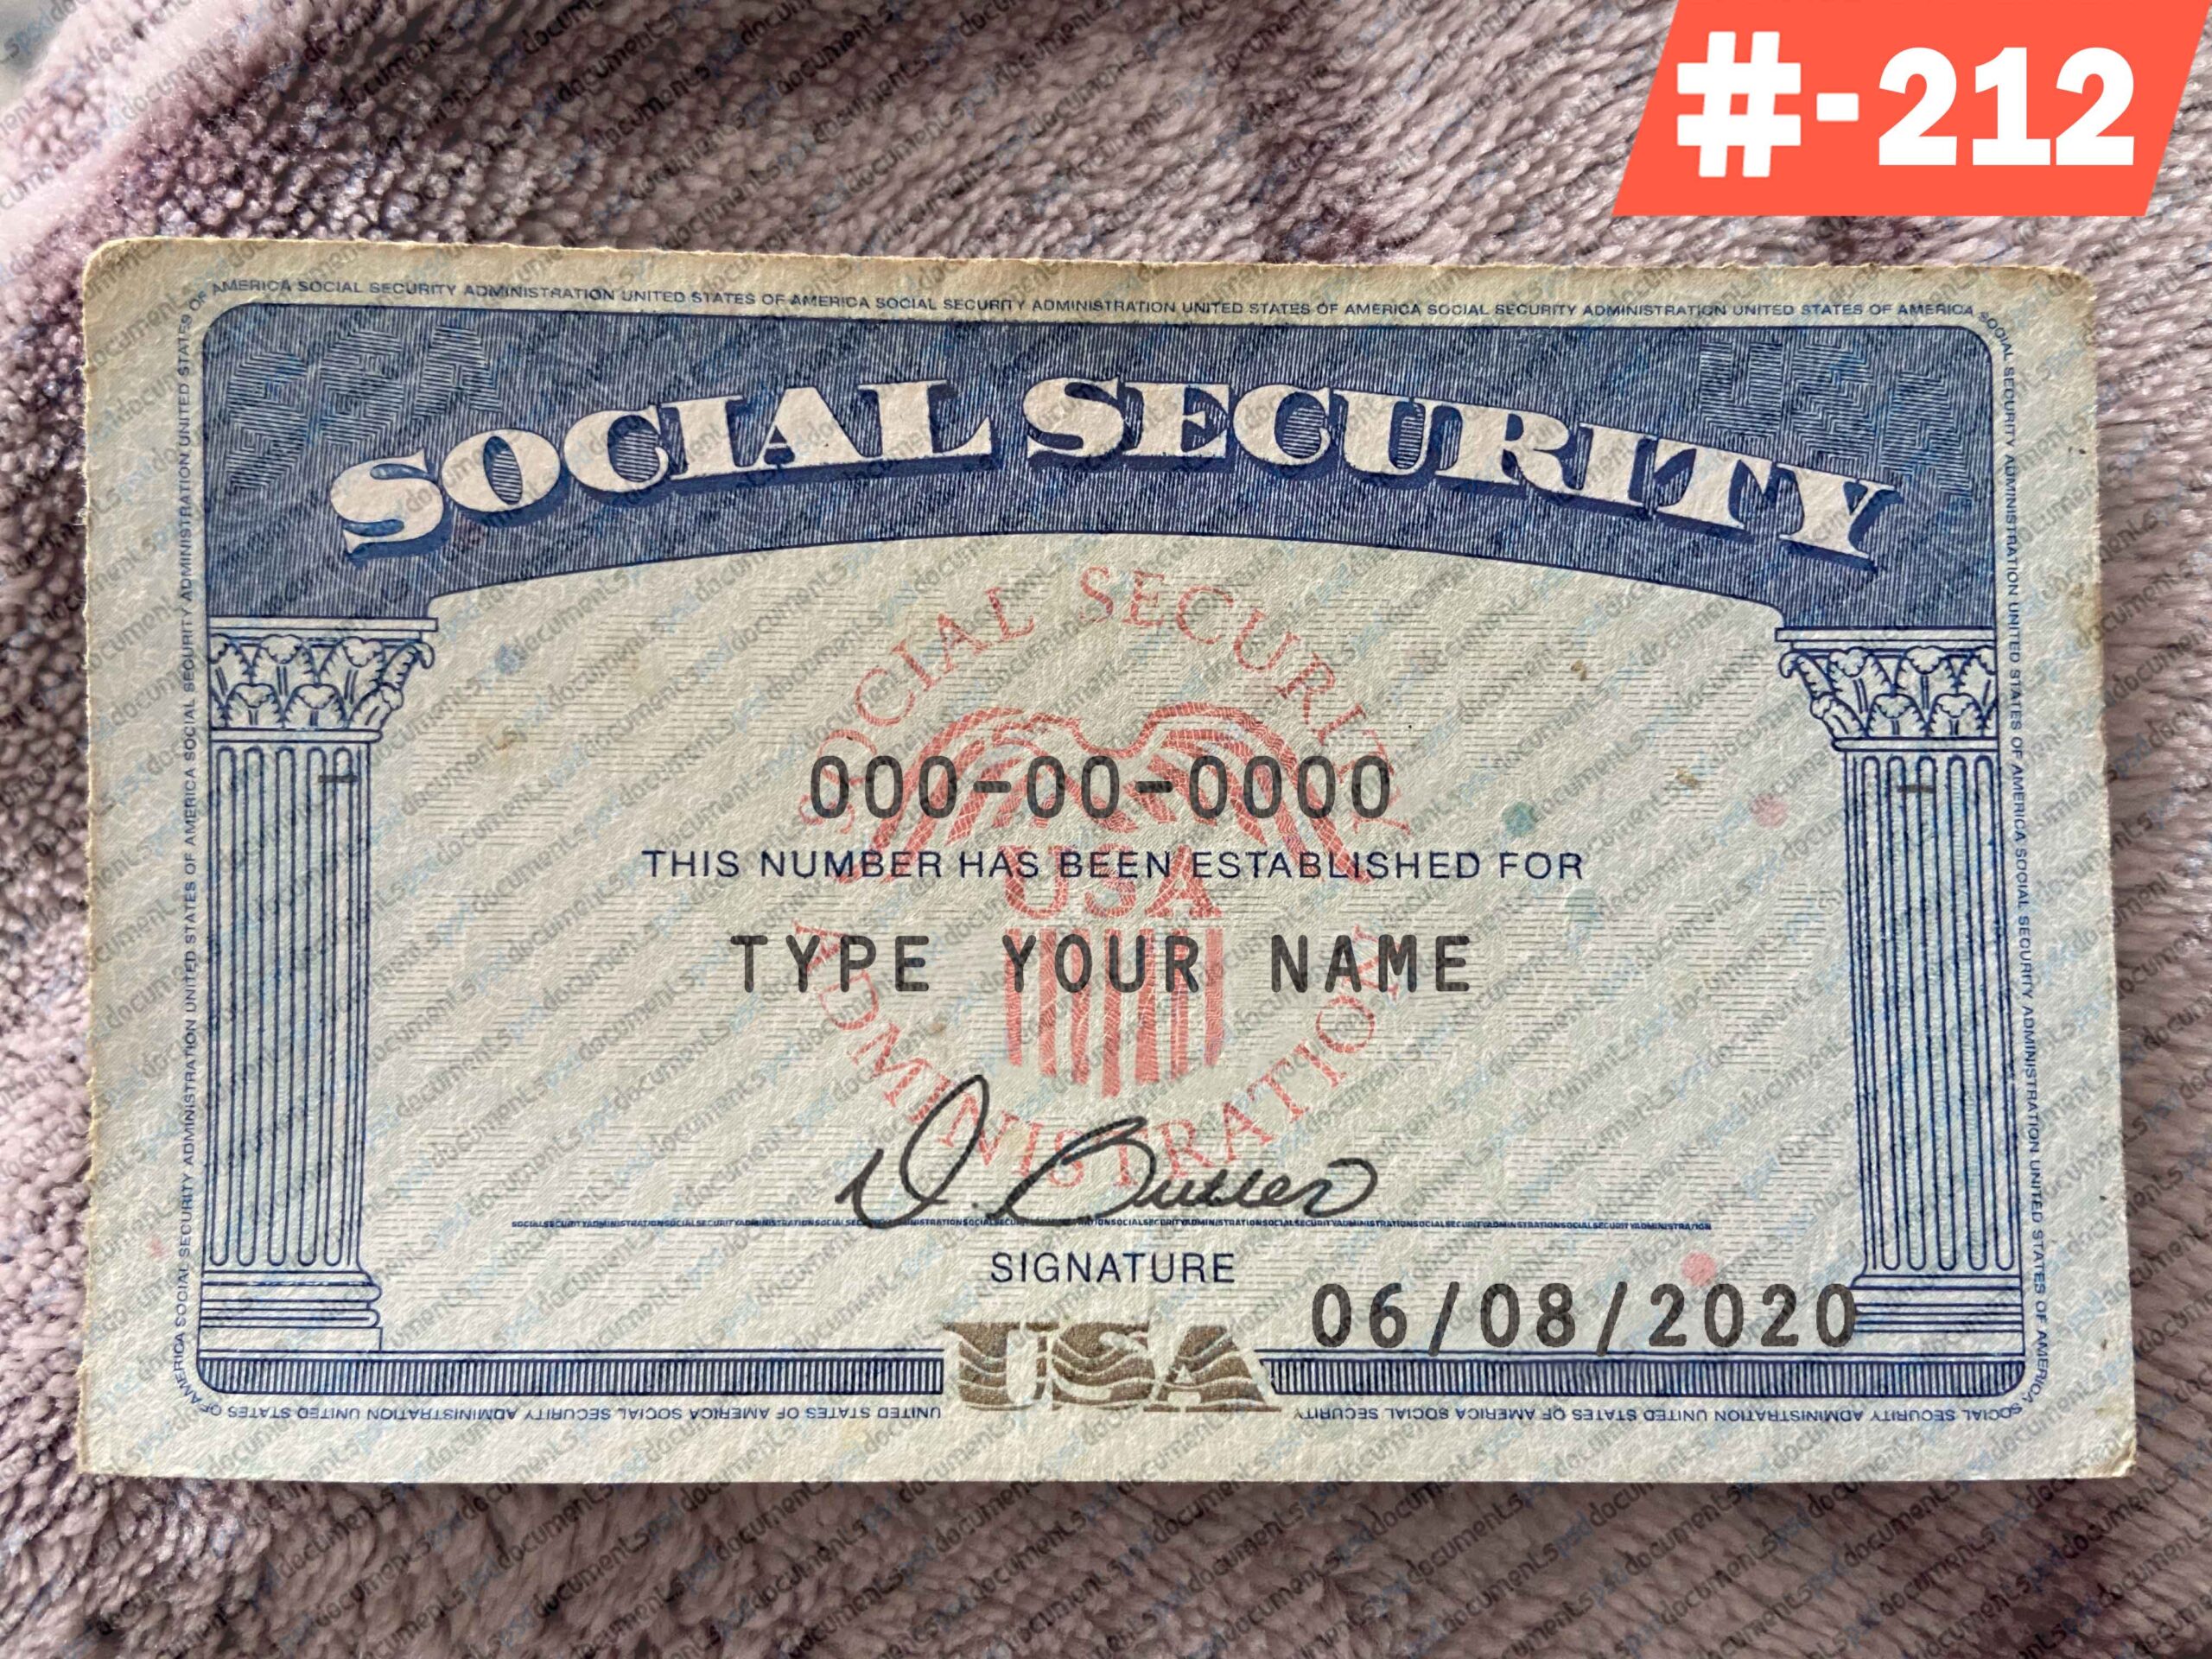 #-212
AMERICA SOCIAL SECURITY ADMINISTRATION UNITED STATES OF AMERICA SOCIAL SECURITY ADMINISTRATION UNITED STATES OF AMERICA SOCIAL SECURITY ADMINISTRATION UNITED STATES OF AMERICA
SOCIAL SECURITY
SOCIAL SECURITY
000-00-0000
THIS NUMBER HAS BEEN ESTABLISHED FOR
USA
TYPE YOUR NAME
ADMINISTRATION
SIGNATURE
06/08/2020
USA
SOCIAL SECURITY ADMINISTRATION UNITED STATES OF AMERICA SOCIAL SECURITY
UNITED STATES OF AMERICA SOCIAL SECURITY ADMINISTRATION UNITED STATES OF